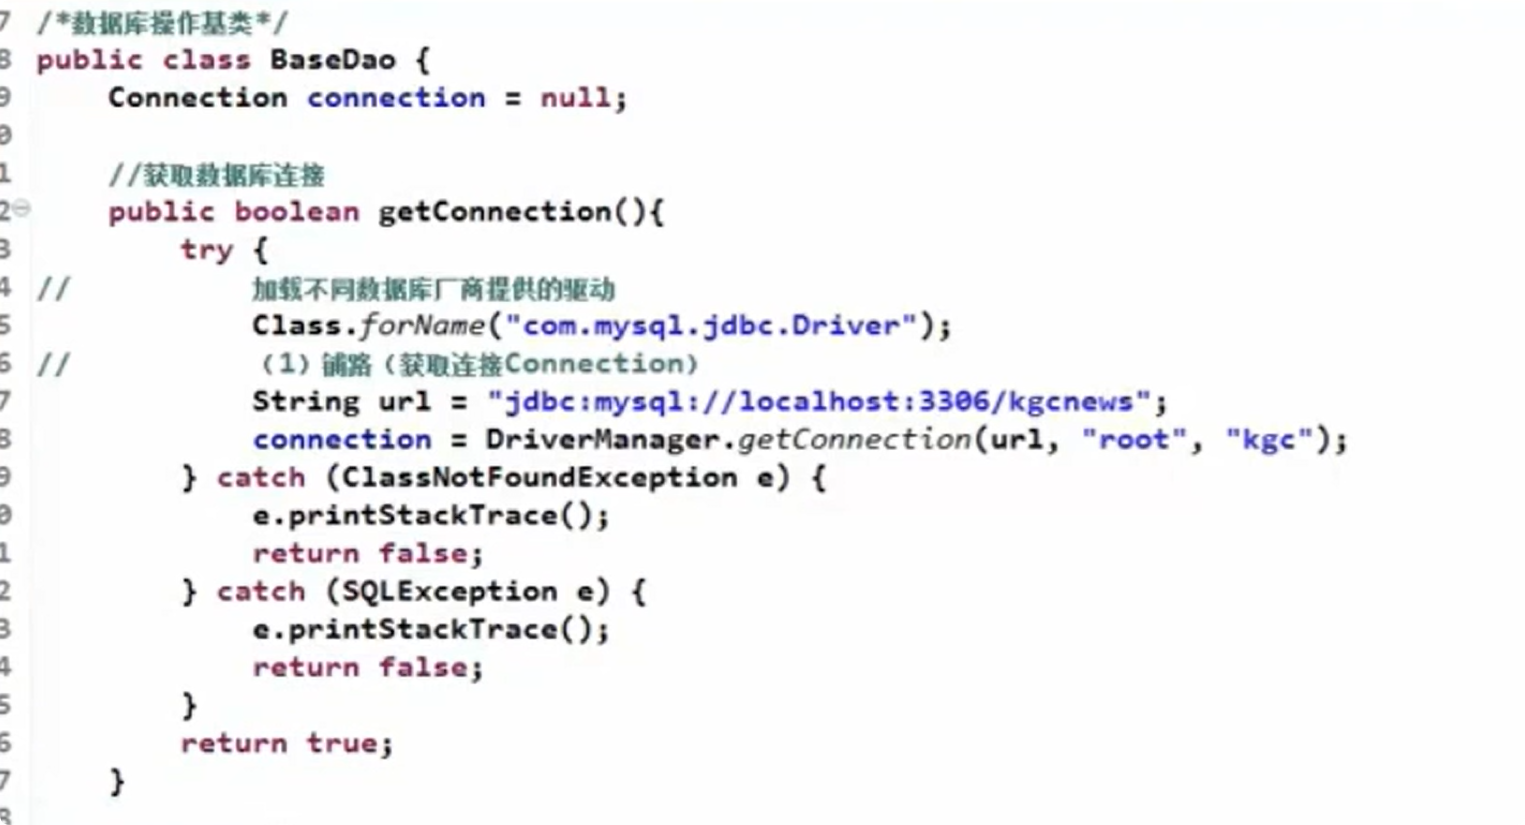 7 /*数据库操作基类*/
8 public class BaseDao {
9 Connection connection = null;
0
1 //获取数据库连接
2 public boolean getConnection(){
3 try {
4 // 加载不同数据库厂商提供的驱动
5 Class.forName("com.mysql.jdbc.Driver");
6 // （1）铺路（获取连接Connection）
7 String url = "jdbc:mysql://localhost:3306/kgcnews";
8 connection = DriverManager.getConnection(url, "root", "kgc");
9 } catch (ClassNotFoundException e) {
0 e.printStackTrace();
1 return false;
2 } catch (SQLException e) {
3 e.printStackTrace();
4 return false;
5 }
6 return true;
7 }
8